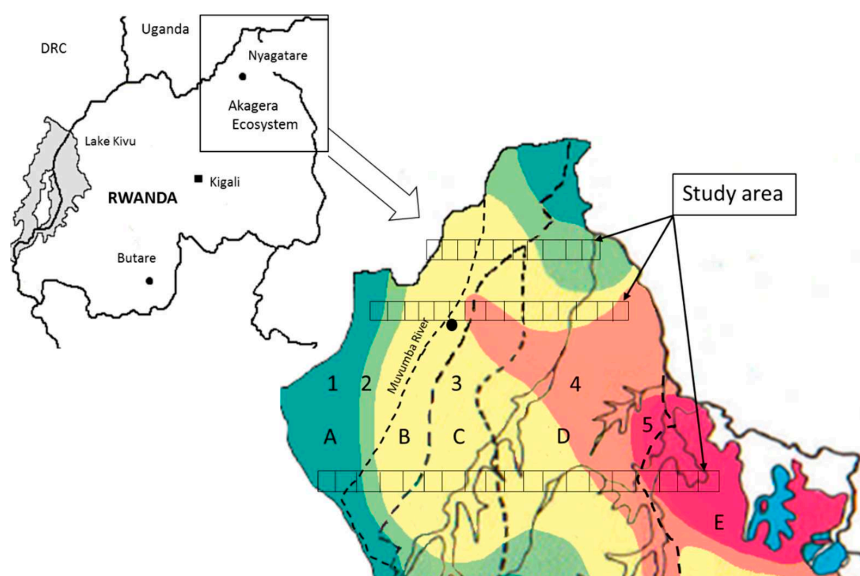 Uganda
DRC
Nyagatare
Akagera
Ecosystem
Lake Kivu
Kigali
RWANDA
Butare
Study area
Muvumba River
1
2
3
4
5
A
B
C
D
E